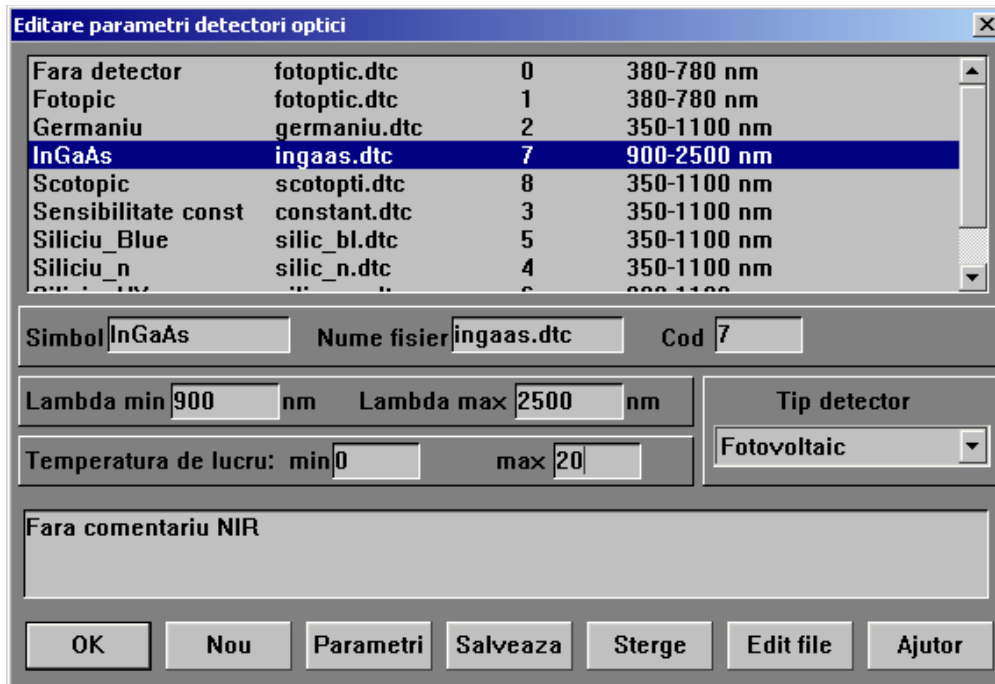 Editare parametri detectori optici
Fara detector fotoptic.dtc 0 380-780 nm
Fotopic fotoptic.dtc 1 380-780 nm
Germaniu germaniu.dtc 2 350-1100 nm
InGaAs ingaas.dtc 7 900-2500 nm
Scotopic scotopti.dtc 8 350-1100 nm
Sensibilitate const constant.dtc 3 350-1100 nm
Siliciu_Blue silic_bl.dtc 5 350-1100 nm
Siliciu_n silic_n.dtc 4 350-1100 nm
Simbol InGaAs Nume fisier ingaas.dtc Cod 7
Lambda min 900 nm Lambda max 2500 nm
Tip detector
Fotovoltaic
Temperatura de lucru: min 0 max 20
Fara comentariu NIR
OK Nou Parametri Salveaza Sterge Edit file Ajutor